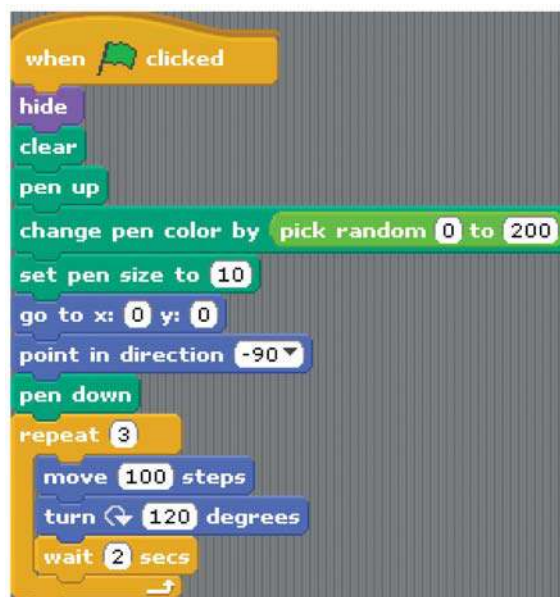 when clicked
hide
clear
pen up
change pen color by pick random 0 to 200
set pen size to 10
go to x: 0 y: 0
point in direction -90
pen down
repeat 3
move 100 steps
turn 120 degrees
wait 2 secs